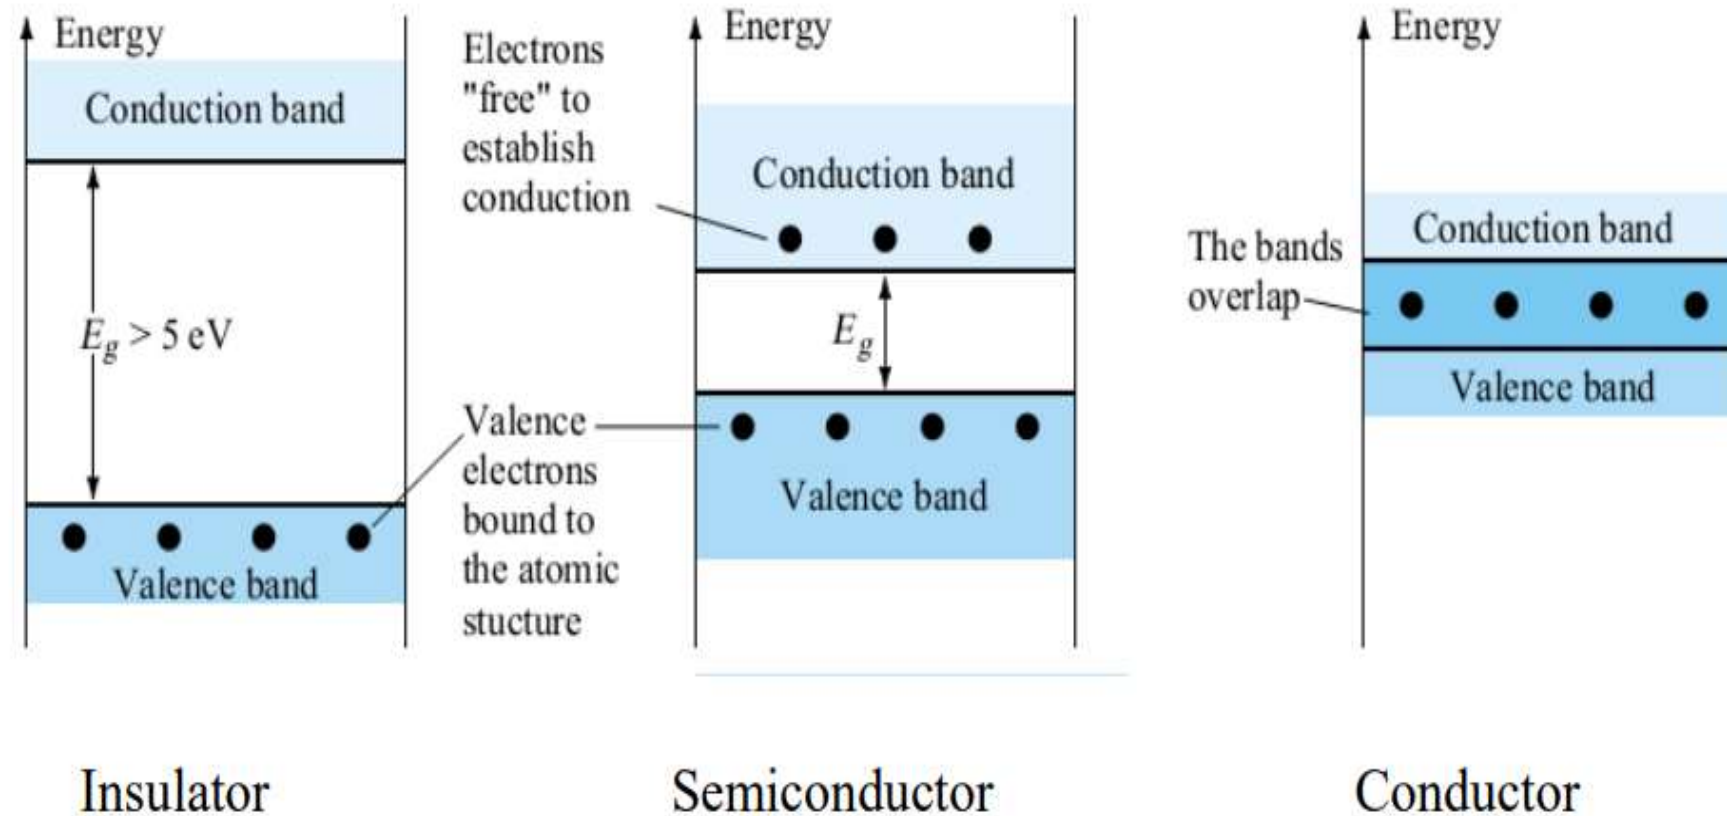 Energy
Conduction band
E_g > 5 eV
Valence band
Electrons
"free" to
establish
conduction
Valence
electrons
bound to
the atomic
stucture
Energy
Conduction band
E_g
Valence band
The bands
overlap
Energy
Conduction band
Valence band
Insulator
Semiconductor
Conductor